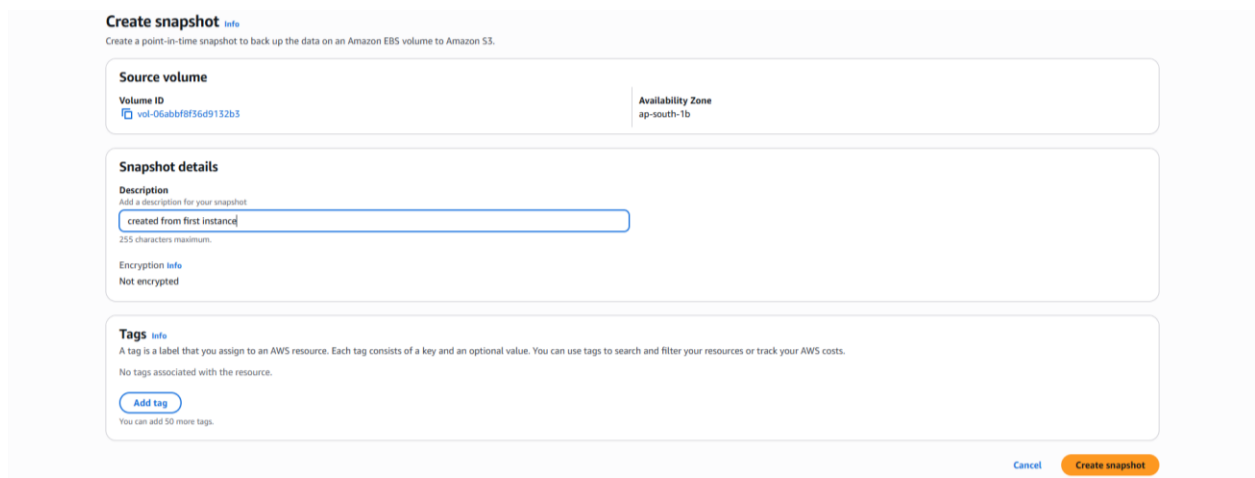 Create snapshot Info
Create a point-in-time snapshot to back up the data on an Amazon EBS volume to Amazon S3.
Source volume
Volume ID
vol-06abbf8f36d9132b3
Availability Zone
ap-south-1b
Snapshot details
Description
Add a description for your snapshot
created from first instance
255 characters maximum.
Encryption Info
Not encrypted
Tags Info
A tag is a label that you assign to an AWS resource. Each tag consists of a key and an optional value. You can use tags to search and filter your resources or track your AWS costs.
No tags associated with the resource.
Add tag
You can add 50 more tags.
Cancel
Create snapshot